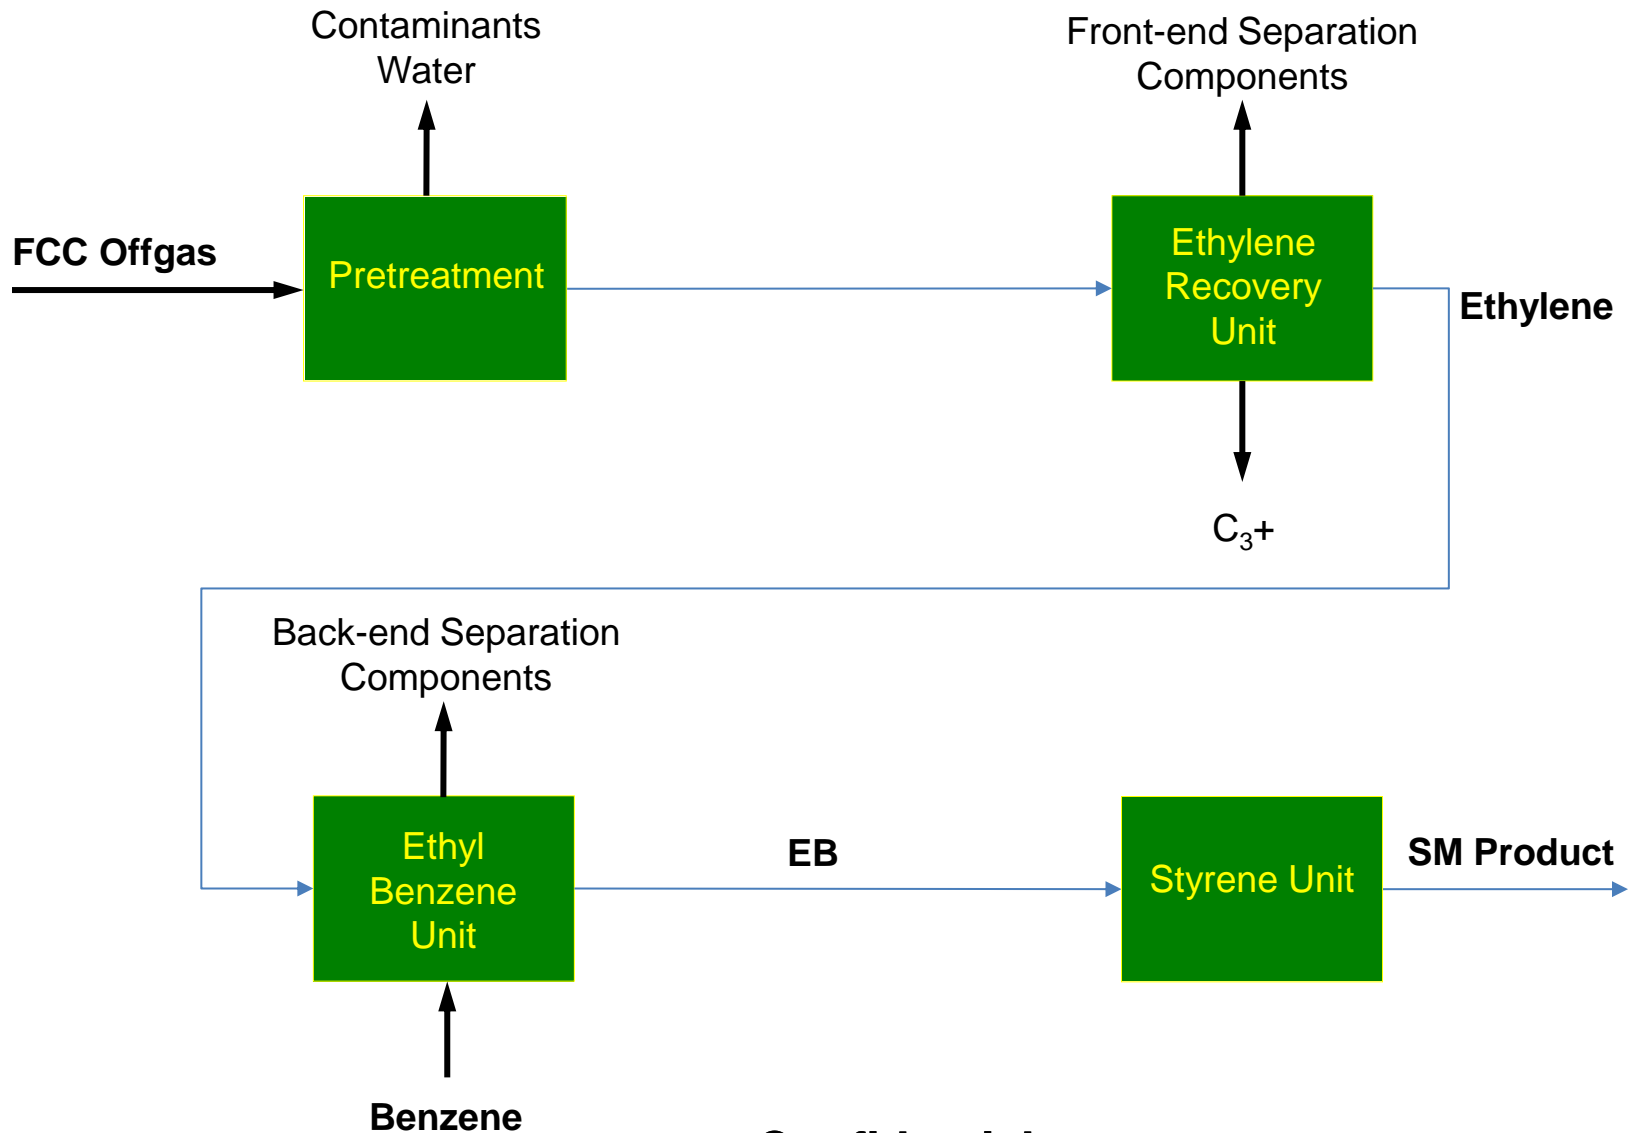 Contaminants
Water
Front-end Separation
Components
FCC Offgas
Pretreatment
Ethylene
Recovery
Unit
Ethylene
C₃+
Back-end Separation
Components
Ethyl
Benzene
Unit
EB
Styrene Unit
SM Product
Benzene